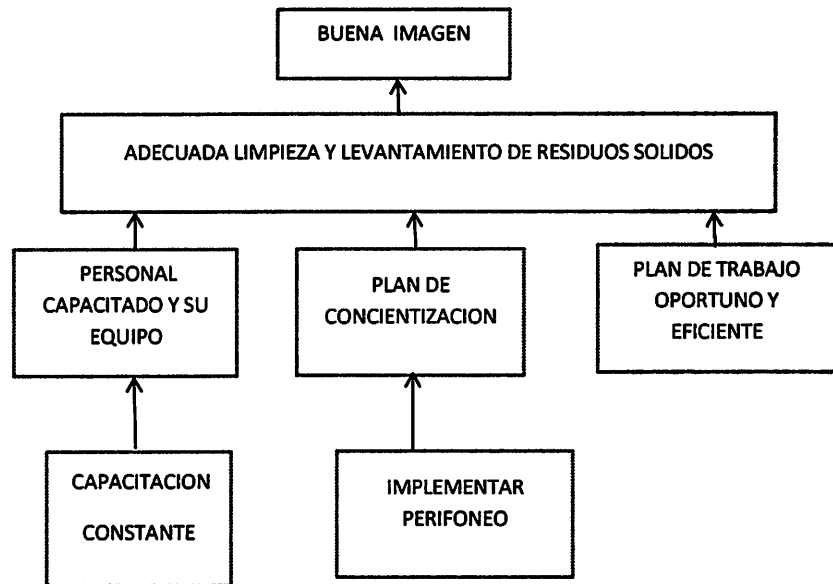 BUENA IMAGEN
ADECUADA LIMPIEZA Y LEVANTAMIENTO DE RESIDUOS SOLIDOS
PERSONAL
CAPACITADO Y SU
EQUIPO
PLAN DE
CONCIENTIZACION
PLAN DE TRABAJO
OPORTUNO Y
EFICIENTE
CAPACITACION
CONSTANTE
IMPLEMENTAR
PERIFONEO